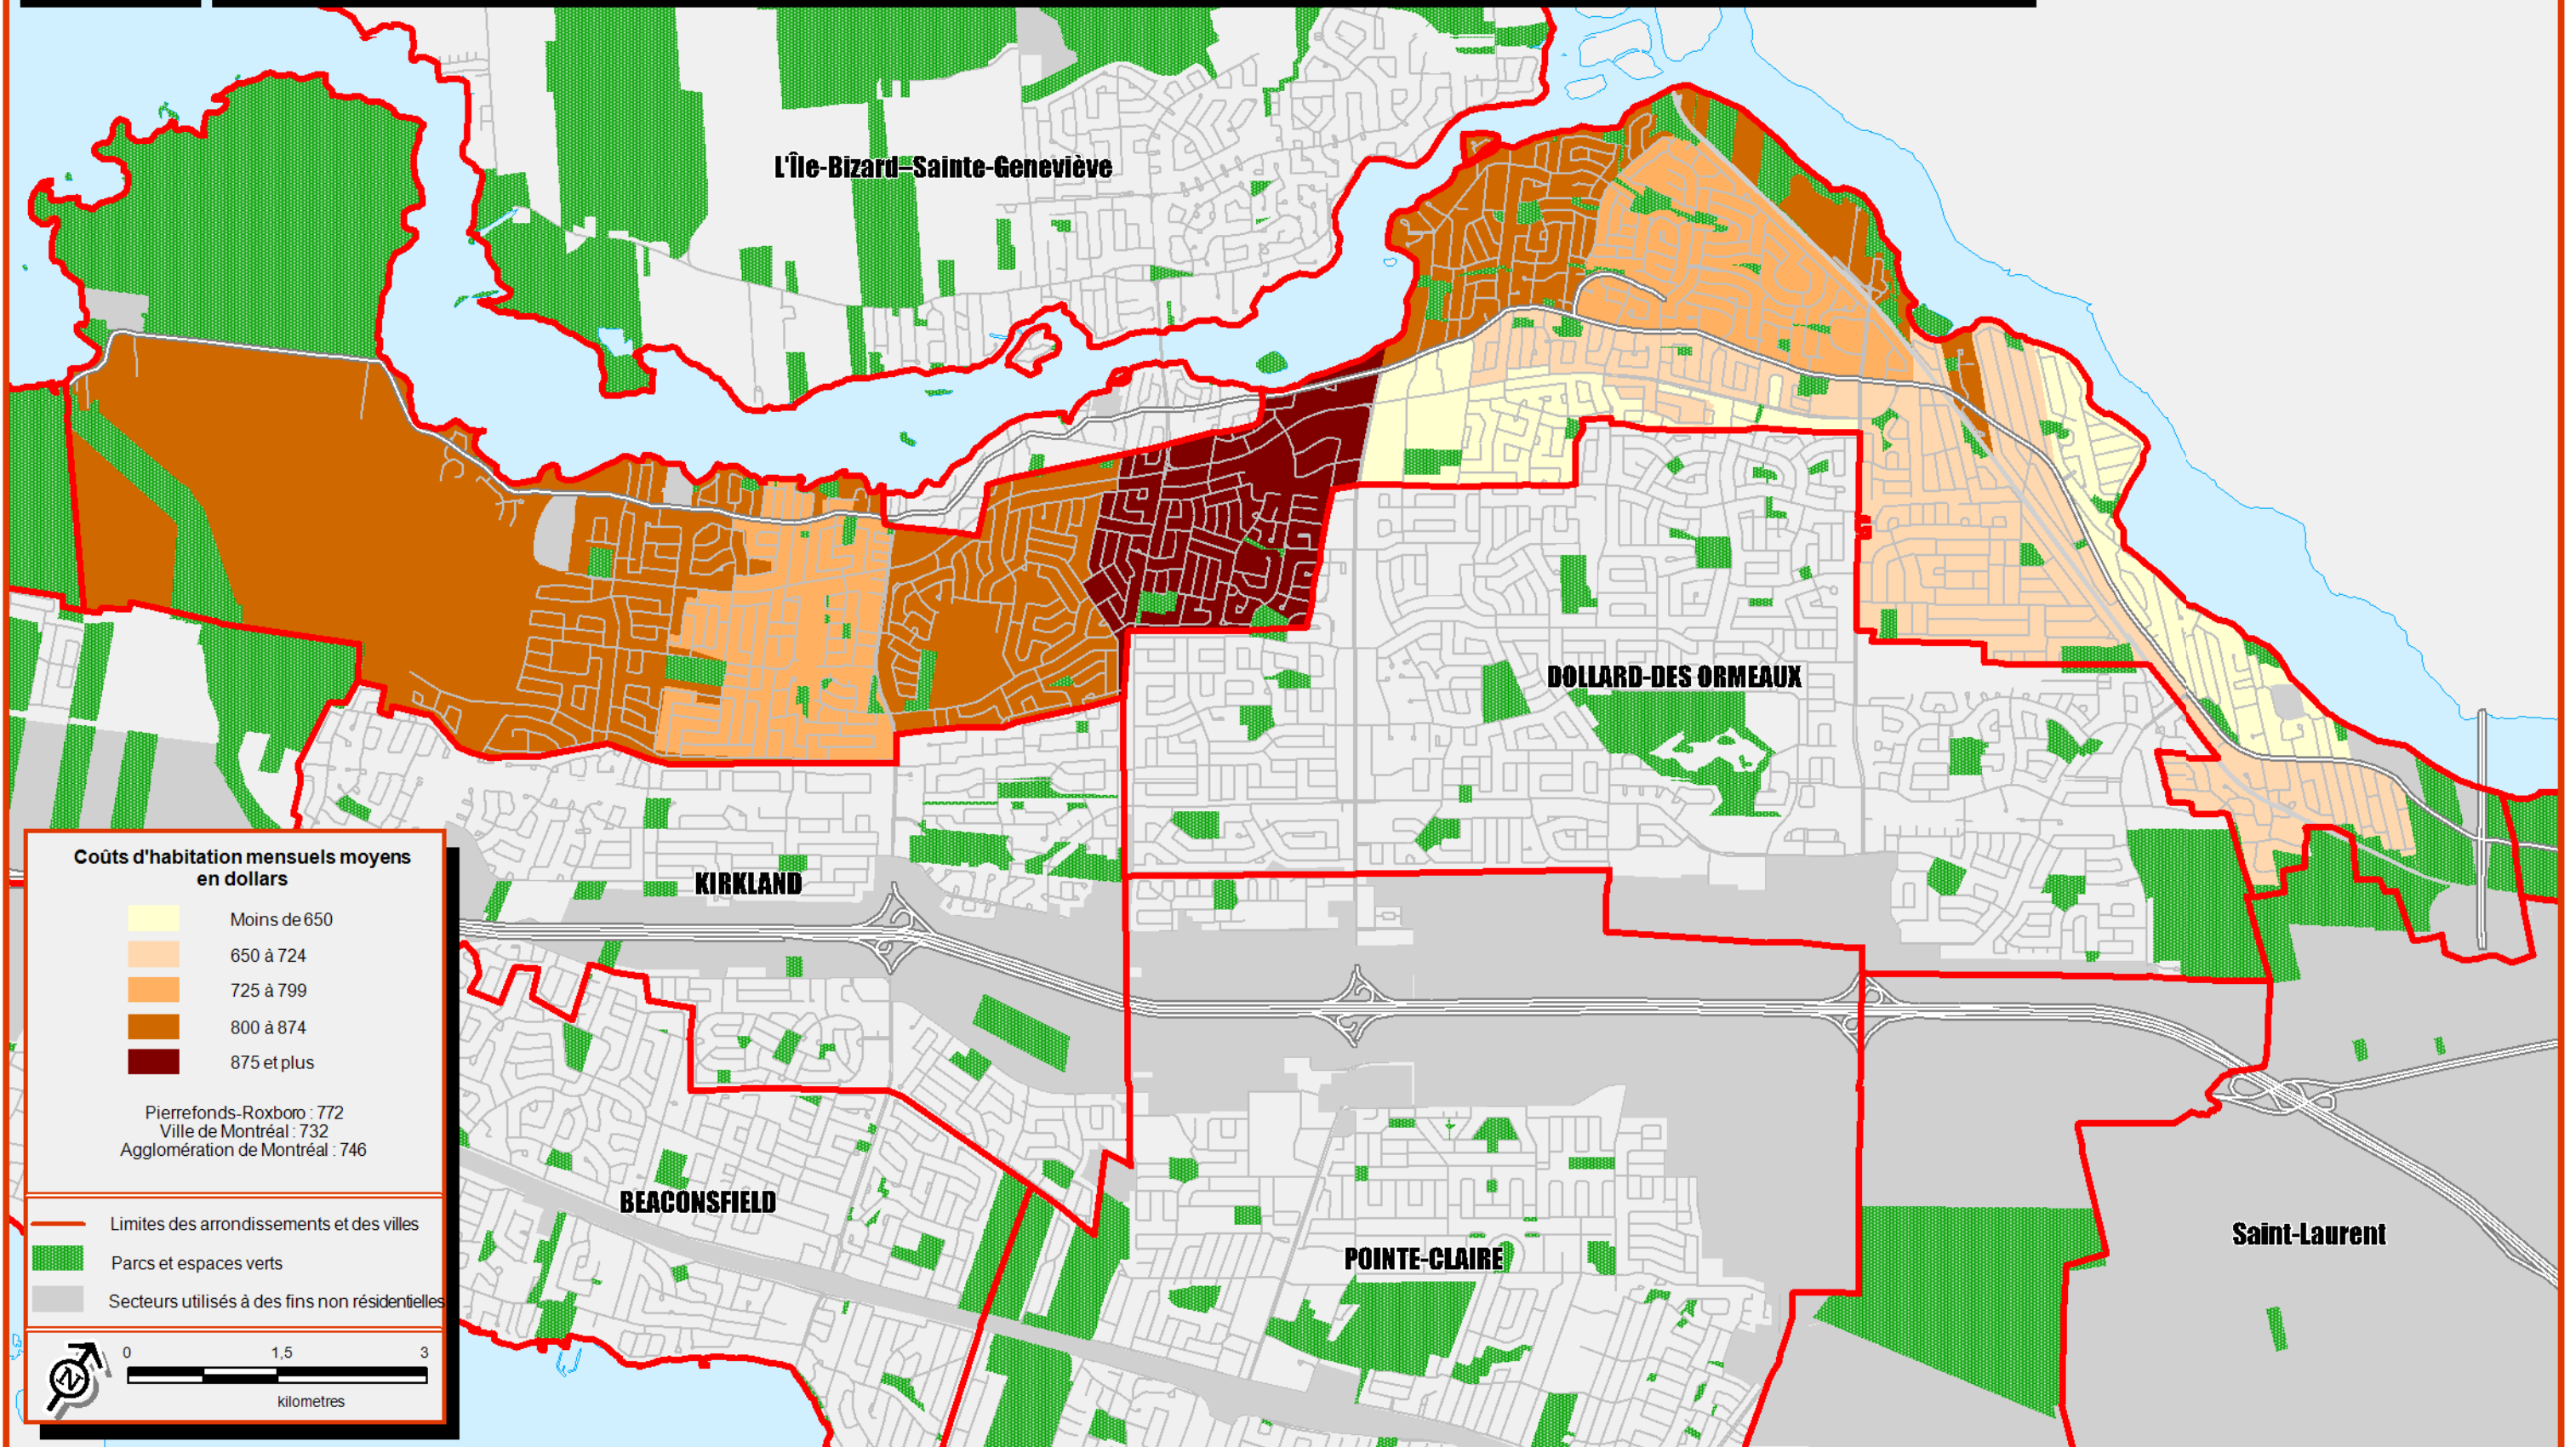 L'Île-Bizard–Sainte-Geneviève
DOLLARD-DES ORMEAUX
KIRKLAND
BEACONSFIELD
POINTE-CLAIRE
Saint-Laurent
Coûts d'habitation mensuels moyens
en dollars
Moins de 650
650 à 724
725 à 799
800 à 874
875 et plus
Pierrefonds-Roxboro : 772
Ville de Montréal : 732
Agglomération de Montréal : 746
Limites des arrondissements et des villes
Parcs et espaces verts
Secteurs utilisés à des fins non résidentielles
N
0 1,5 3
kilometres